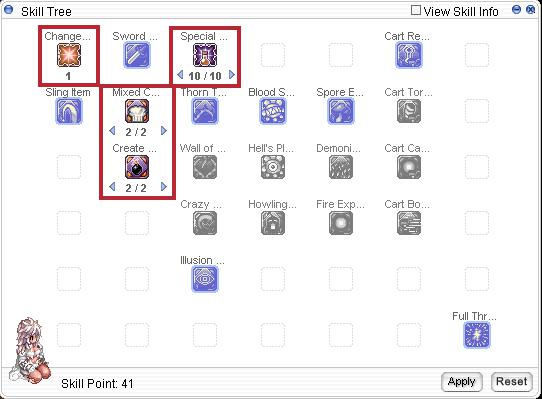 Skill Tree
View Skill Info
Change... Sword ... Special ... Cart Re...
1 10 / 10
Sling Item Mixed C... Thorn T... Blood S... Spore E... Cart Tor...
2 / 2
Create ... Wall of ... Hell's Pl... Demoni... Cart Ca...
2 / 2
Crazy ... Howling... Fire Exp... Cart Bo...
Illusion ...
Full Thr...
Skill Point: 41
Apply Reset